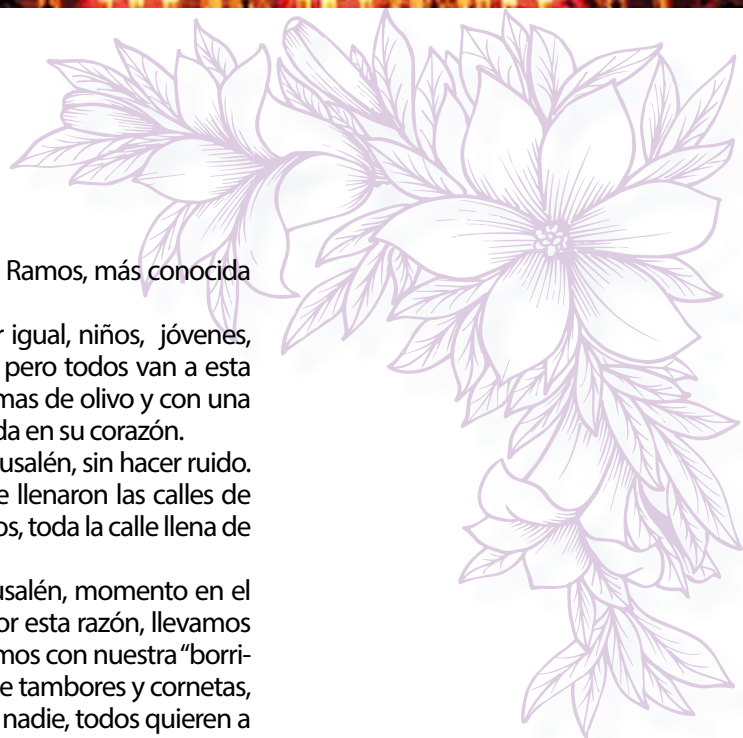 Ramos, más conocida
igual, niños, jóvenes,
pero todos van a esta
mas de olivo y con una
da en su corazón.
usalén, sin hacer ruido.
e llenaron las calles de
os, toda la calle llena de
usalén, momento en el
or esta razón, llevamos
mos con nuestra “borri-
e tambores y cornetas,
nadie, todos quieren a